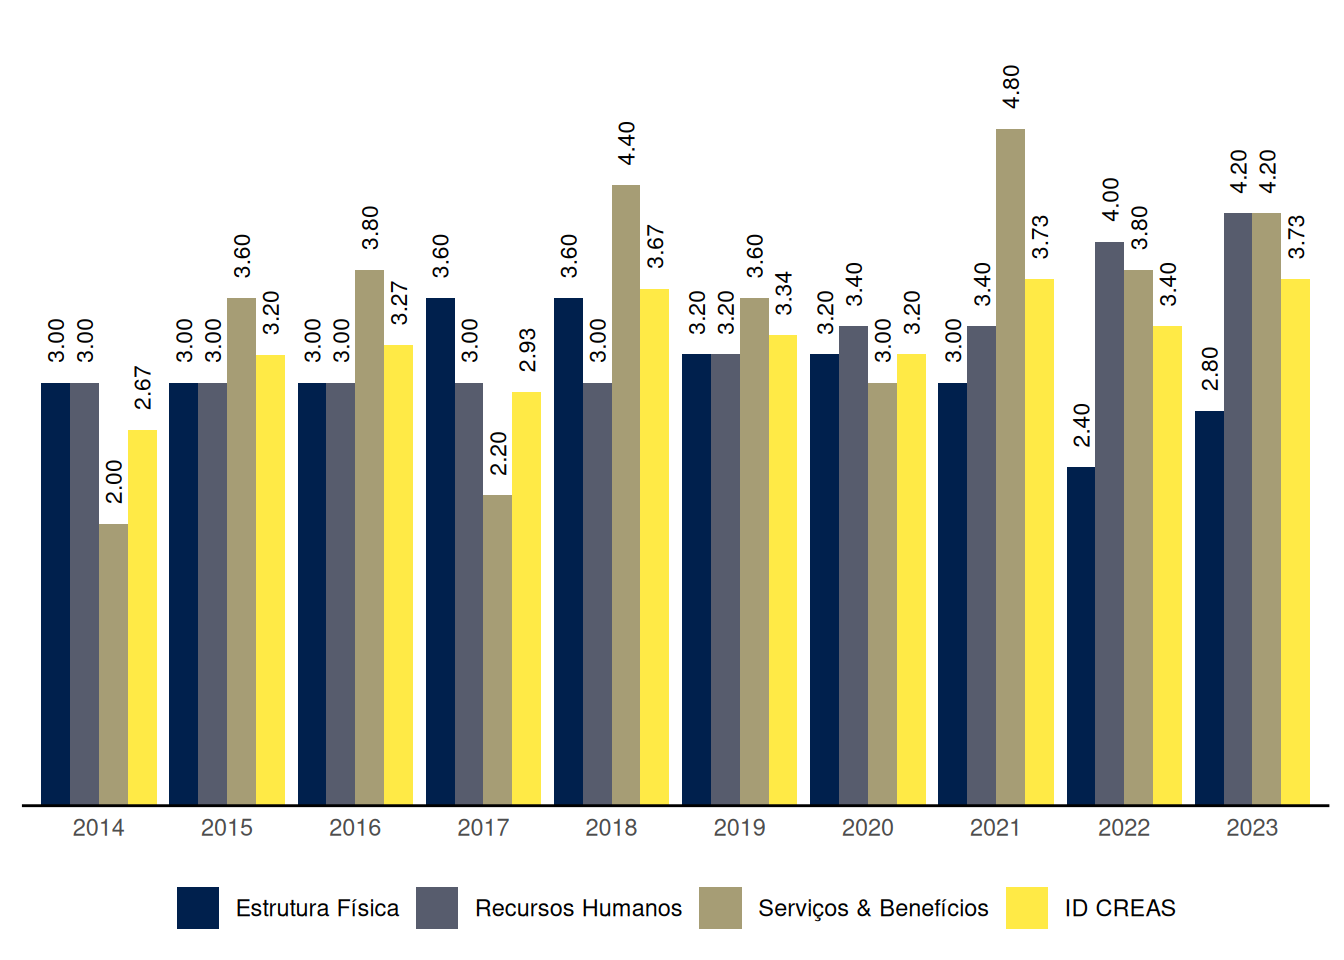 3.00 3.00 2.00 2.67
3.00 3.00 3.60 3.20
3.00 3.00 3.80 3.27
3.60 3.00 2.20 2.93
3.60 3.00 4.40 3.67
3.20 3.20 3.60 3.34
3.20 3.40 3.00 3.20
3.00 3.40 4.80 3.73
2.40 4.00 3.80 3.40
2.80 4.20 4.20 3.73
2014 2015 2016 2017 2018 2019 2020 2021 2022 2023
Estrutura Física Recursos Humanos Serviços & Benefícios ID CREAS